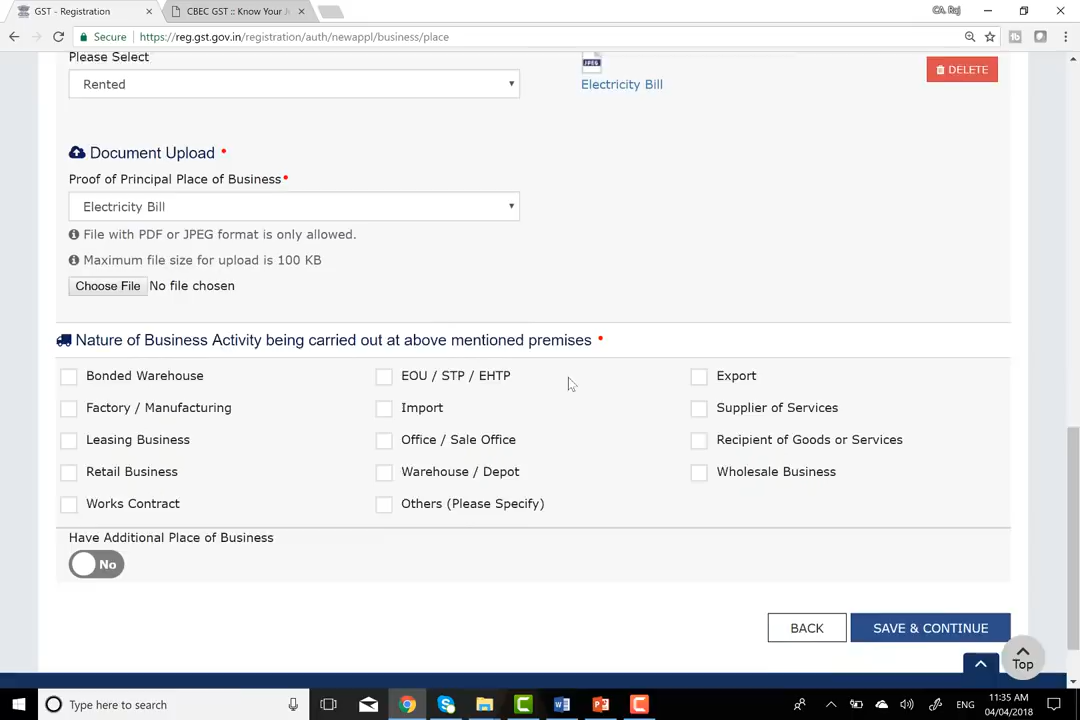 GST - Registration
CBEC GST :: Know Your J
CA. Raj
Secure
https://reg.gst.gov.in/registration/auth/newappl/business/place
Please Select
Rented
JPEG
Electricity Bill
DELETE
Document Upload •
Proof of Principal Place of Business•
Electricity Bill
File with PDF or JPEG format is only allowed.
Maximum file size for upload is 100 KB
Choose File No file chosen
Nature of Business Activity being carried out at above mentioned premises •
Bonded Warehouse
EOU / STP / EHTP
Export
Factory / Manufacturing
Import
Supplier of Services
Leasing Business
Office / Sale Office
Recipient of Goods or Services
Retail Business
Warehouse / Depot
Wholesale Business
Works Contract
Others (Please Specify)
Have Additional Place of Business
No
BACK
SAVE & CONTINUE
Top
Type here to search
ENG
11:35 AM
04/04/2018